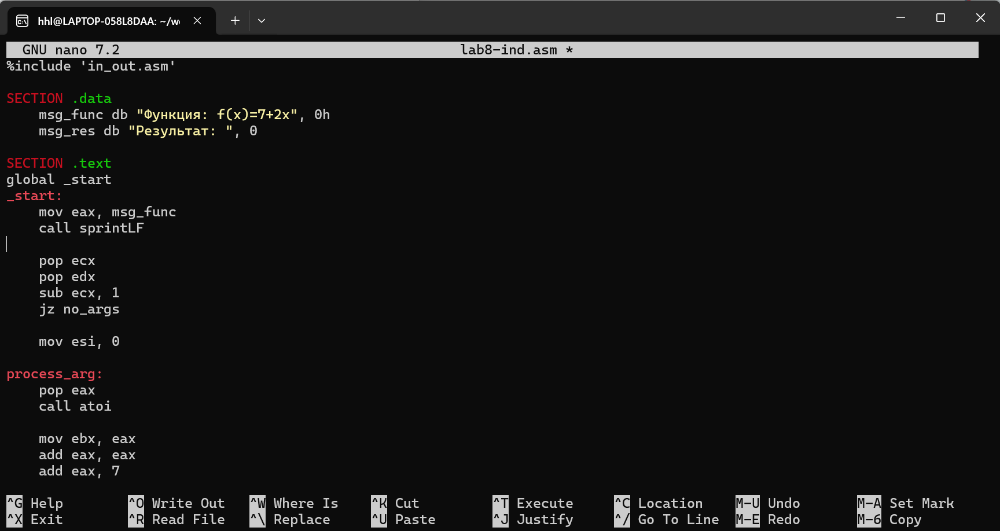 hhl@LAPTOP-058L8DAA: ~/w
GNU nano 7.2 lab8-ind.asm *
%include 'in_out.asm'
SECTION .data
msg_func db "Функция: f(x)=7+2x", 0h
msg_res db "Результат: ", 0
SECTION .text
global _start
_start:
mov eax, msg_func
call sprintLF
pop ecx
pop edx
sub ecx, 1
jz no_args
mov esi, 0
process_arg:
pop eax
call atoi
mov ebx, eax
add eax, eax
add eax, 7
^G Help ^O Write Out ^W Where Is ^K Cut ^T Execute ^C Location M-U Undo M-A Set Mark
^X Exit ^R Read File ^\ Replace ^U Paste ^J Justify ^/ Go To Line M-E Redo M-6 Copy